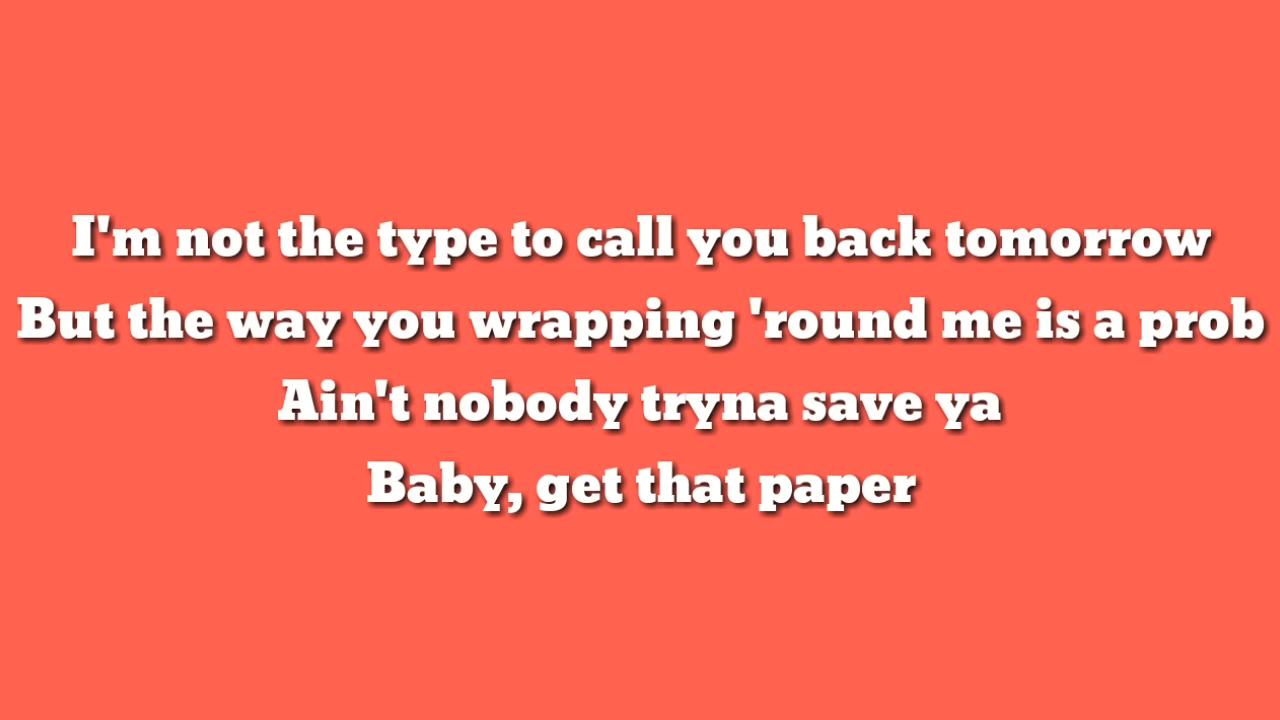 I'm not the type to call you back tomorrow
But the way you wrapping 'round me is a prob
Ain't nobody tryna save ya
Baby, get that paper